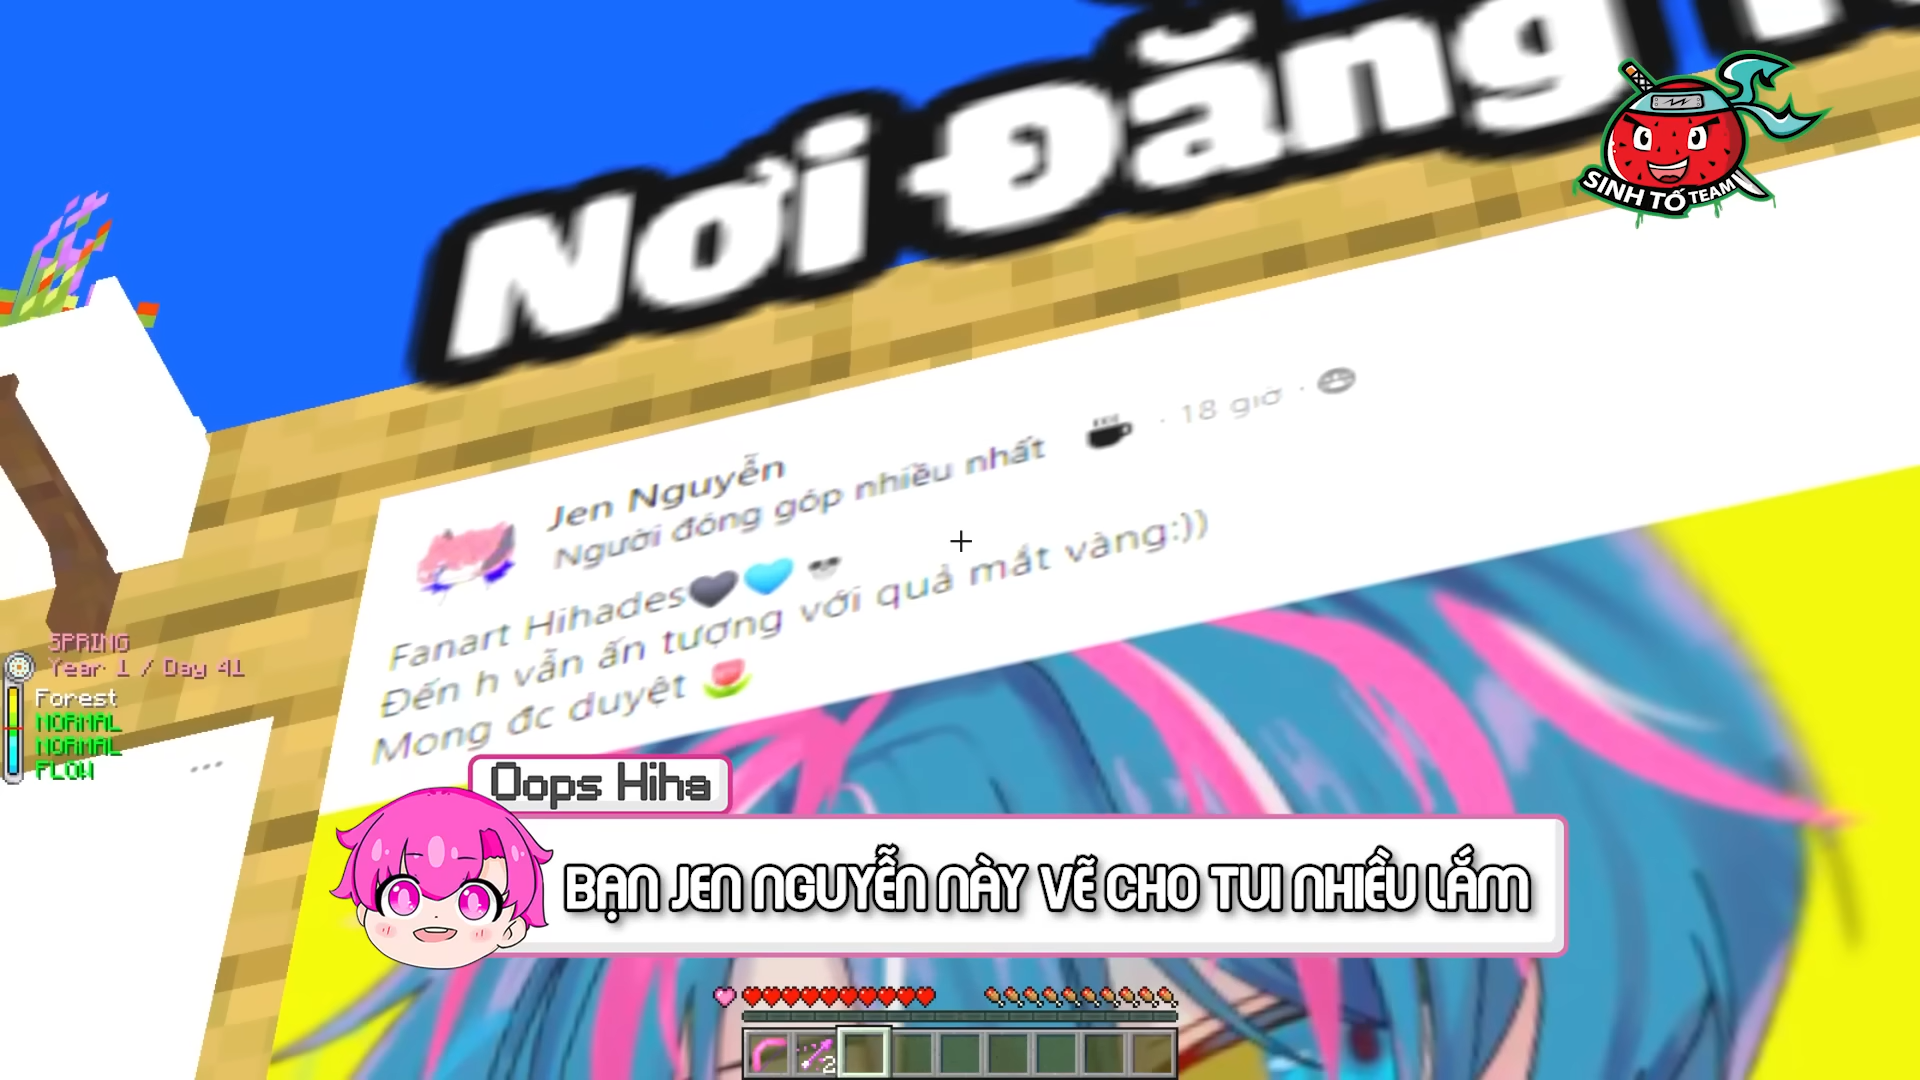 Nơi Đăng
SINH TỐ TEAM
Jen Nguyễn
Người đóng góp nhiều nhất · 18 giờ ·
Fanart Hihades🖤🩵 💀
Đến h vẫn ấn tượng với quả mắt vàng:))
Mong đc duyệt 🌷
SPRING
Year 1 / Day 41
Forest
NORMAL
NORMAL
FLOW
...
Oops Hiha
BẠN JEN NGUYỄN NÀY VẼ CHO TUI NHIỀU LẮM
2